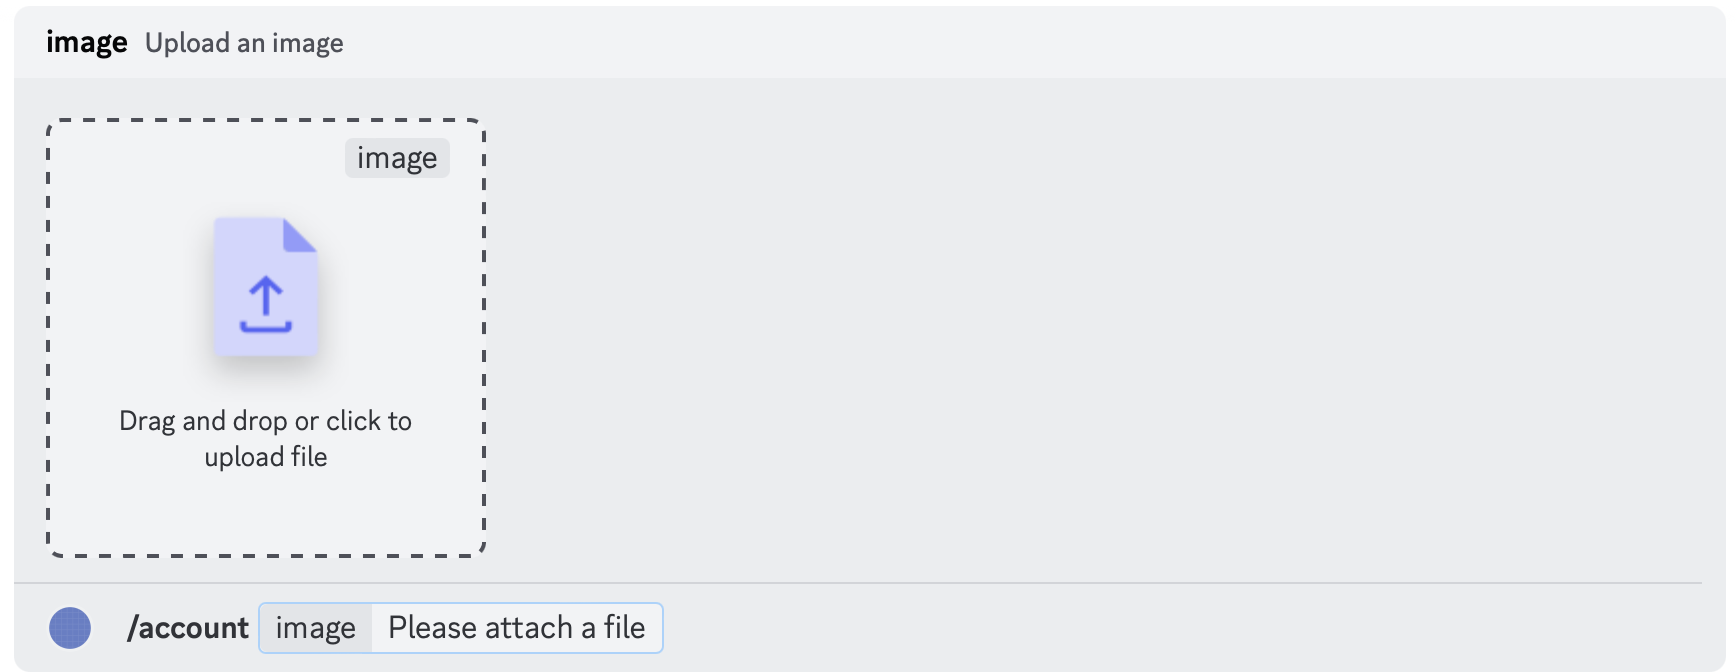 image Upload an image
image
Drag and drop or click to
upload file
/account image Please attach a file